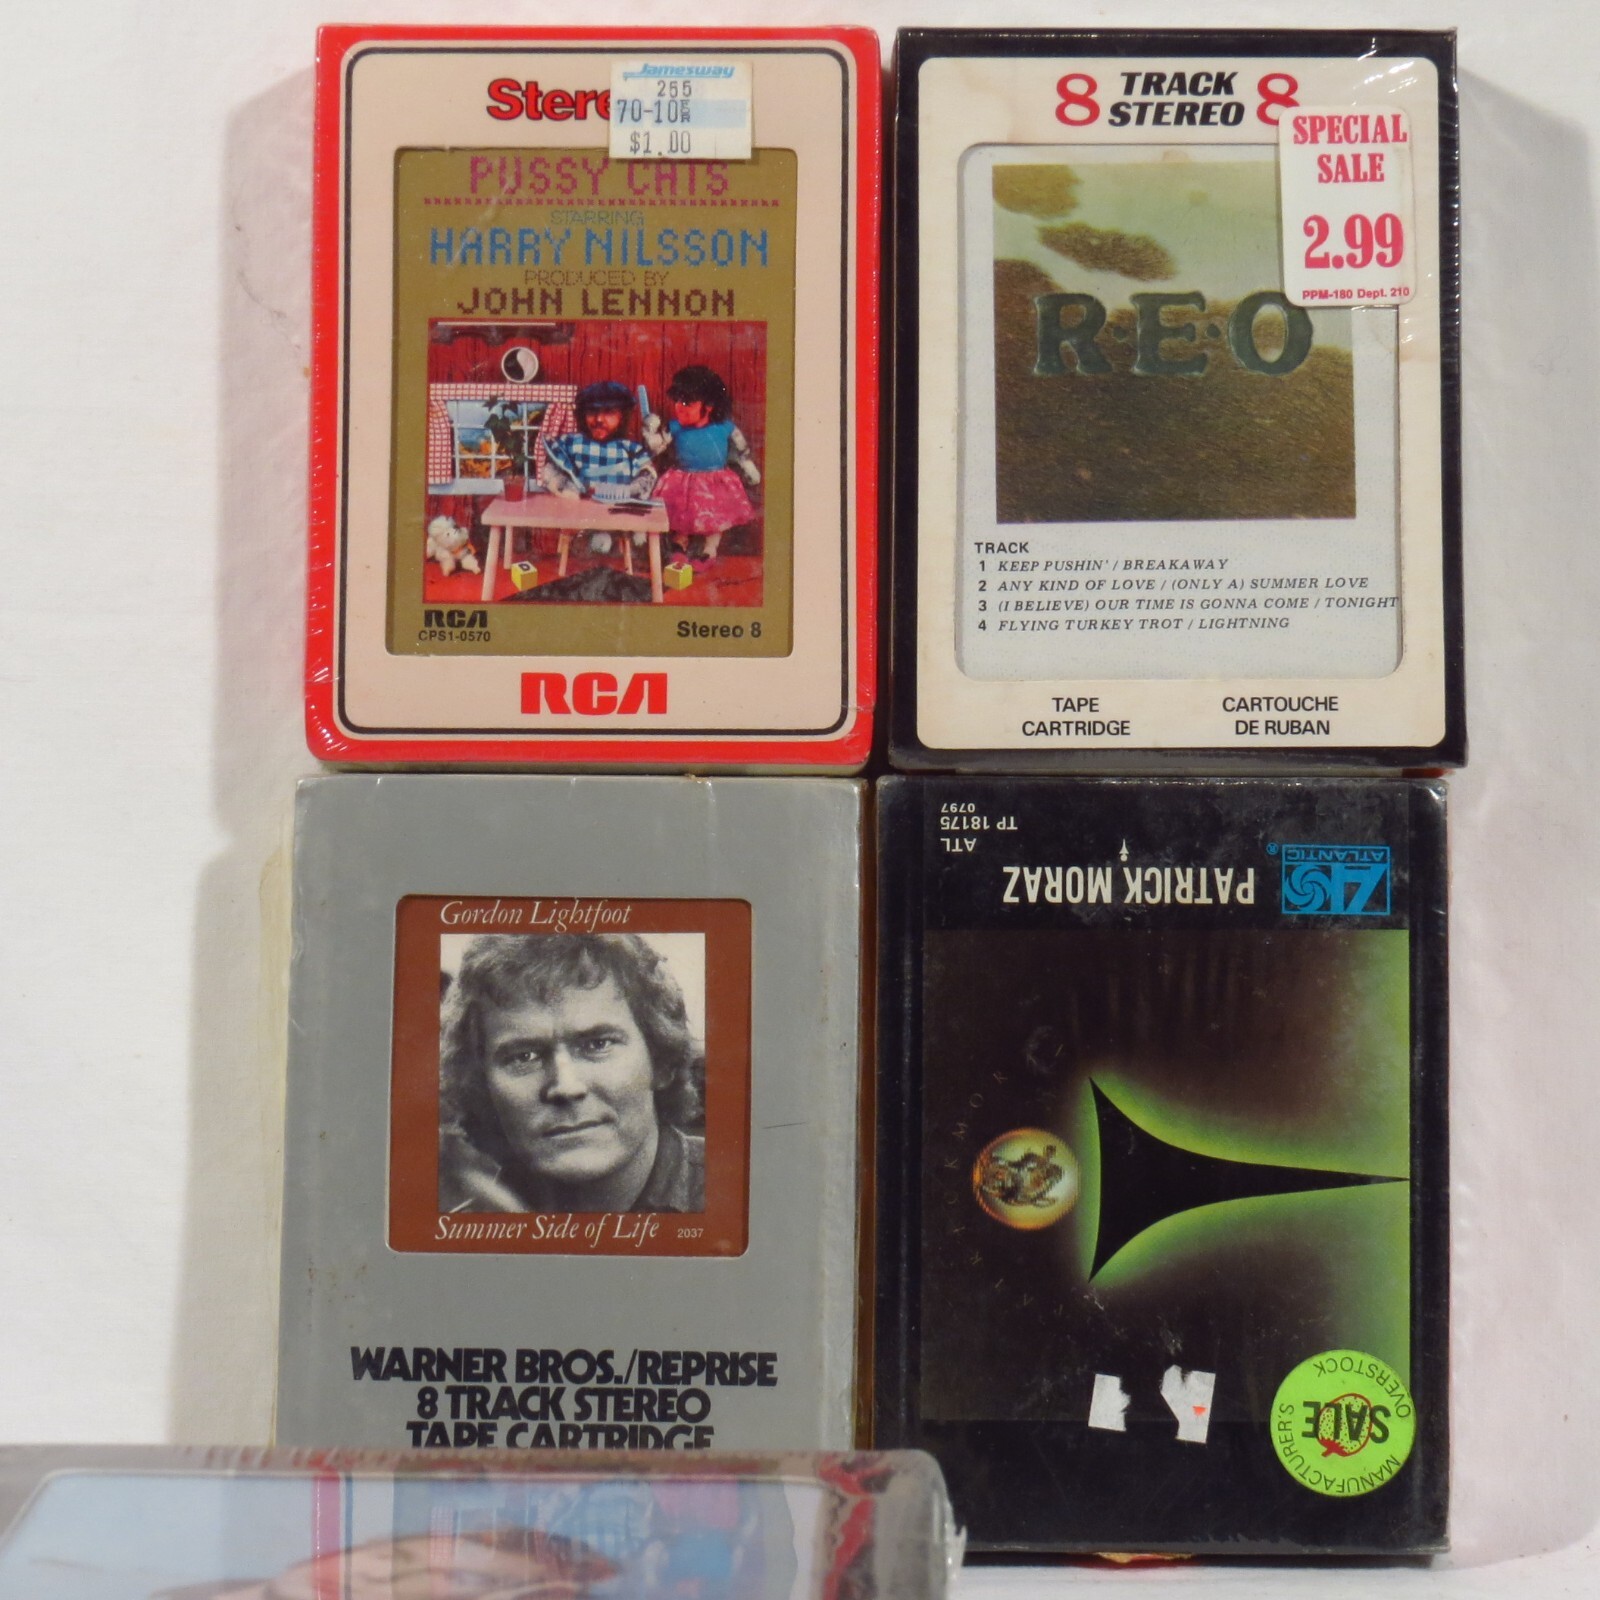 Stere
Jamesway
255
70-10
$1.00
PUSSY CATS
STARRING
HARRY NILSSON
PRODUCED BY
JOHN LENNON
RCA
CPS1-0570
Stereo 8
RCA
8 TRACK STEREO 8
SPECIAL
SALE
2.99
PPM-180 Dept. 210
R·E·O
TRACK
1 KEEP PUSHIN' / BREAKAWAY
2 ANY KIND OF LOVE / (ONLY A) SUMMER LOVE
3 (I BELIEVE) OUR TIME IS GONNA COME / TONIGHT
4 FLYING TURKEY TROT / LIGHTNING
TAPE
CARTRIDGE
CARTOUCHE
DE RUBAN
Gordon Lightfoot
Summer Side of Life 2037
WARNER BROS./REPRISE
8 TRACK STEREO
TAPE CARTRIDGE
ATLANTIC
PATRICK MORAZ
ATL
TP 18175
0797
MANUFACTURER'S
SALE
OVERSTOCK